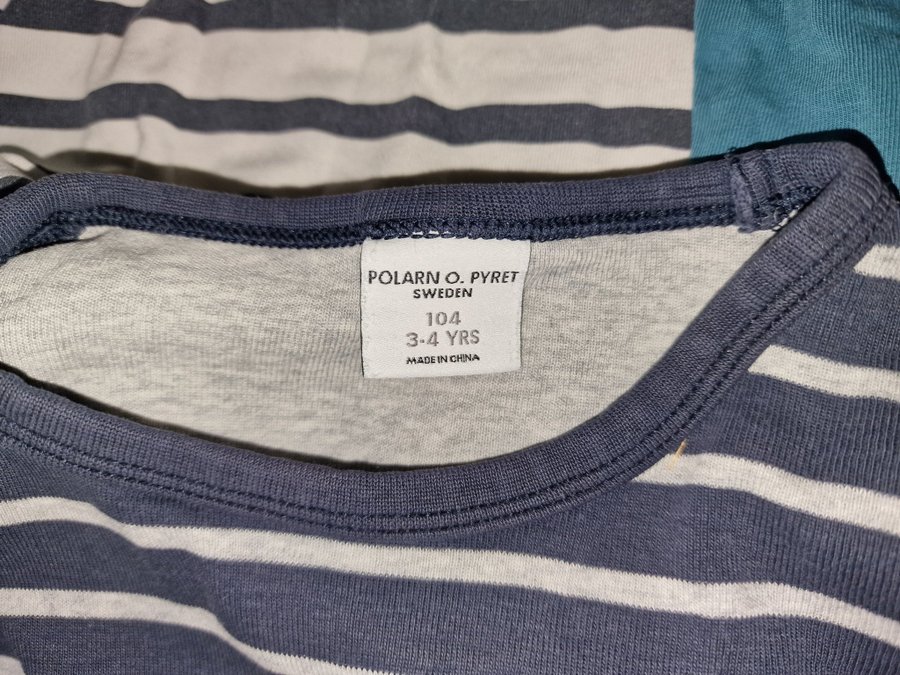 POLARN O. PYRET
SWEDEN
104
3-4 YRS
MADE IN CHINA